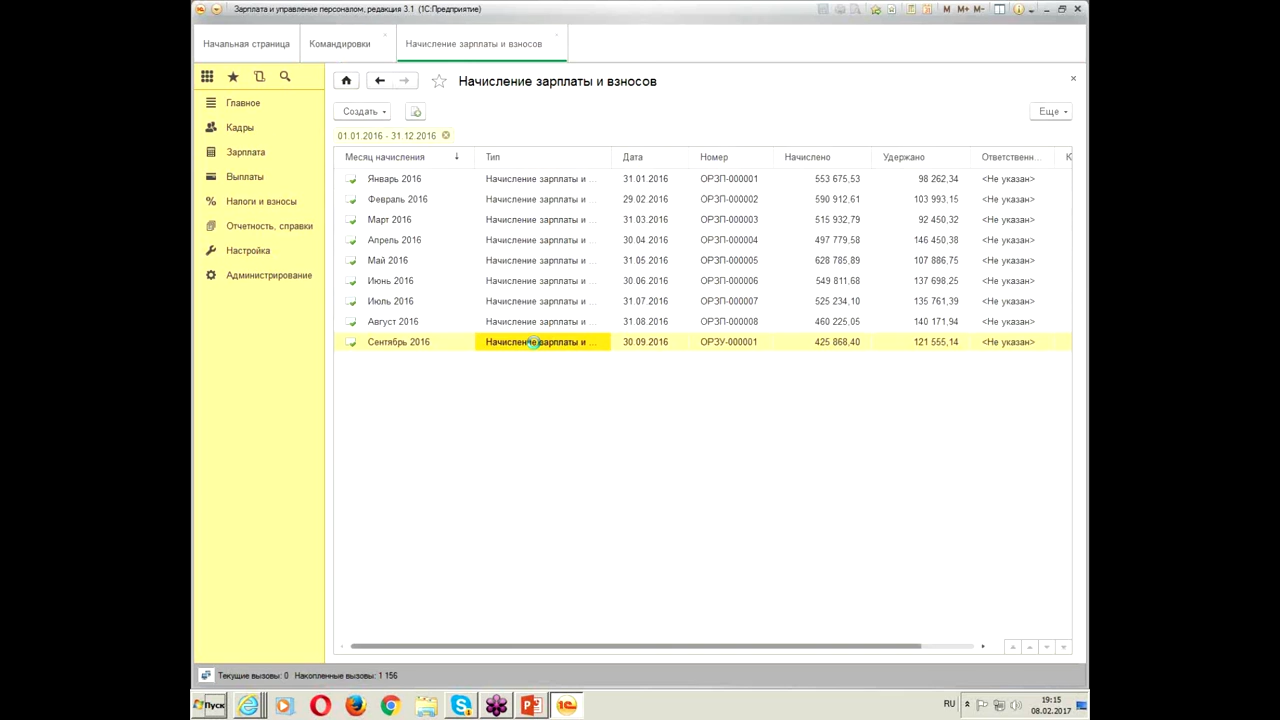 Зарплата и управление персоналом, редакция 3.1 (1С:Предприятие)
M M+ M-
Начальная страница
Командировки
Начисление зарплаты и взносов
Главное
Кадры
Зарплата
Выплаты
Налоги и взносы
Отчетность, справки
Настройка
Администрирование
Начисление зарплаты и взносов
Создать
Еще
01.01.2016 - 31.12.2016
Месяц начисления ↓ Тип Дата Номер Начислено Удержано Ответственн... К
Январь 2016 Начисление зарплаты и ... 31.01.2016 ОРЗП-000001 553 675,53 98 262,34 <Не указан>
Февраль 2016 Начисление зарплаты и ... 29.02.2016 ОРЗП-000002 590 912,61 103 993,15 <Не указан>
Март 2016 Начисление зарплаты и ... 31.03.2016 ОРЗП-000003 515 932,79 92 450,32 <Не указан>
Апрель 2016 Начисление зарплаты и ... 30.04.2016 ОРЗП-000004 497 779,58 146 450,38 <Не указан>
Май 2016 Начисление зарплаты и ... 31.05.2016 ОРЗП-000005 628 785,89 107 886,75 <Не указан>
Июнь 2016 Начисление зарплаты и ... 30.06.2016 ОРЗП-000006 549 811,68 137 698,25 <Не указан>
Июль 2016 Начисление зарплаты и ... 31.07.2016 ОРЗП-000007 525 234,10 135 761,39 <Не указан>
Август 2016 Начисление зарплаты и ... 31.08.2016 ОРЗП-000008 460 225,05 140 171,94 <Не указан>
Сентябрь 2016 Начисление зарплаты и ... 30.09.2016 ОРЗУ-000001 425 868,40 121 555,14 <Не указан>
Текущие вызовы: 0 Накопленные вызовы: 1 156
Пуск
RU
19:15
08.02.2017